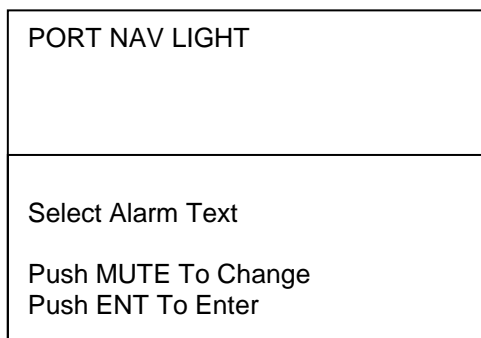 PORT NAV LIGHT
Select Alarm Text
Push MUTE To Change
Push ENT To Enter